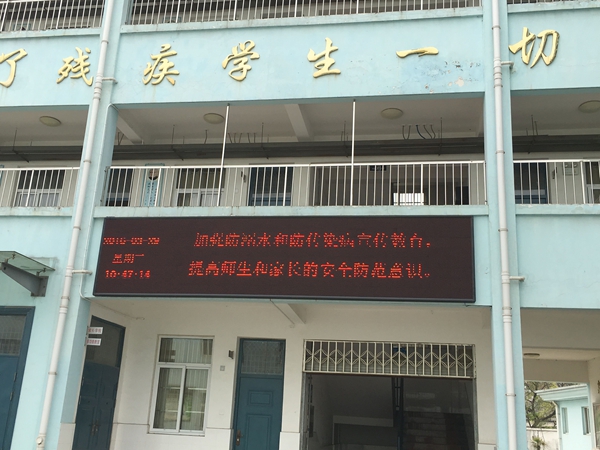 了残疾学生一切
2016-03-29
加强防溺水和防传染病宣传教育，
星期二
提高师生和家长的安全防范意识。
10:47:14